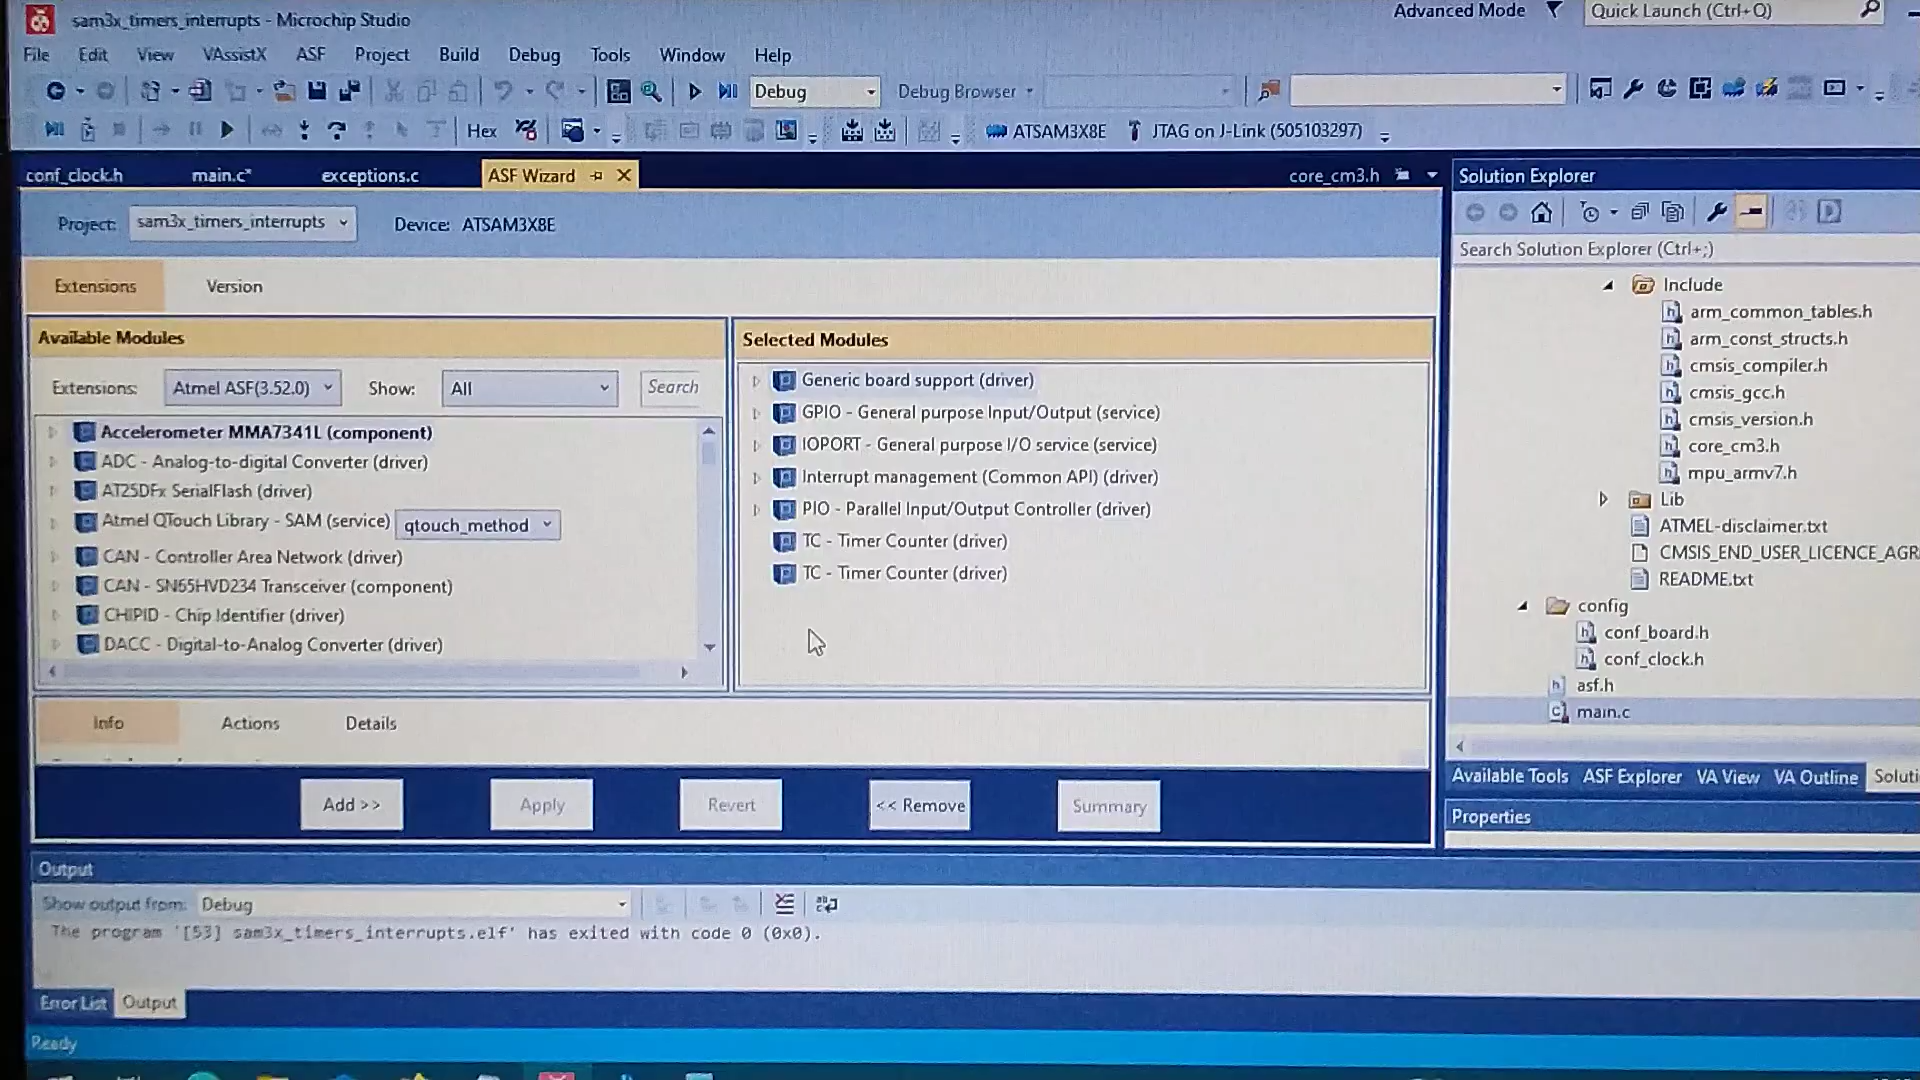 sam3x_timers_interrupts - Microchip Studio
Advanced Mode
Quick Launch (Ctrl+Q)
File Edit View VAssistX ASF Project Build Debug Tools Window Help
Debug
Debug Browser
Hex
ATSAM3X8E
JTAG on J-Link (505103297)
conf_clock.h
main.c*
exceptions.c
ASF Wizard
core_cm3.h
Project:
sam3x_timers_interrupts
Device: ATSAM3X8E
Extensions
Version
Available Modules
Extensions:
Atmel ASF(3.52.0)
Show:
All
Search
Accelerometer MMA7341L (component)
ADC - Analog-to-digital Converter (driver)
AT25DFx SerialFlash (driver)
Atmel QTouch Library - SAM (service)
qtouch_method
CAN - Controller Area Network (driver)
CAN - SN65HVD234 Transceiver (component)
CHIPID - Chip Identifier (driver)
DACC - Digital-to-Analog Converter (driver)
Selected Modules
Generic board support (driver)
GPIO - General purpose Input/Output (service)
IOPORT - General purpose I/O service (service)
Interrupt management (Common API) (driver)
PIO - Parallel Input/Output Controller (driver)
TC - Timer Counter (driver)
TC - Timer Counter (driver)
Info
Actions
Details
Add >>
Apply
Revert
<< Remove
Summary
Solution Explorer
Search Solution Explorer (Ctrl+;)
Include
arm_common_tables.h
arm_const_structs.h
cmsis_compiler.h
cmsis_gcc.h
cmsis_version.h
core_cm3.h
mpu_armv7.h
Lib
ATMEL-disclaimer.txt
CMSIS_END_USER_LICENCE_AGR
README.txt
config
conf_board.h
conf_clock.h
asf.h
main.c
Available Tools
ASF Explorer
VA View
VA Outline
Soluti
Properties
Output
Show output from:
Debug
The program '[53] sam3x_timers_interrupts.elf' has exited with code 0 (0x0).
Error List
Output
Ready